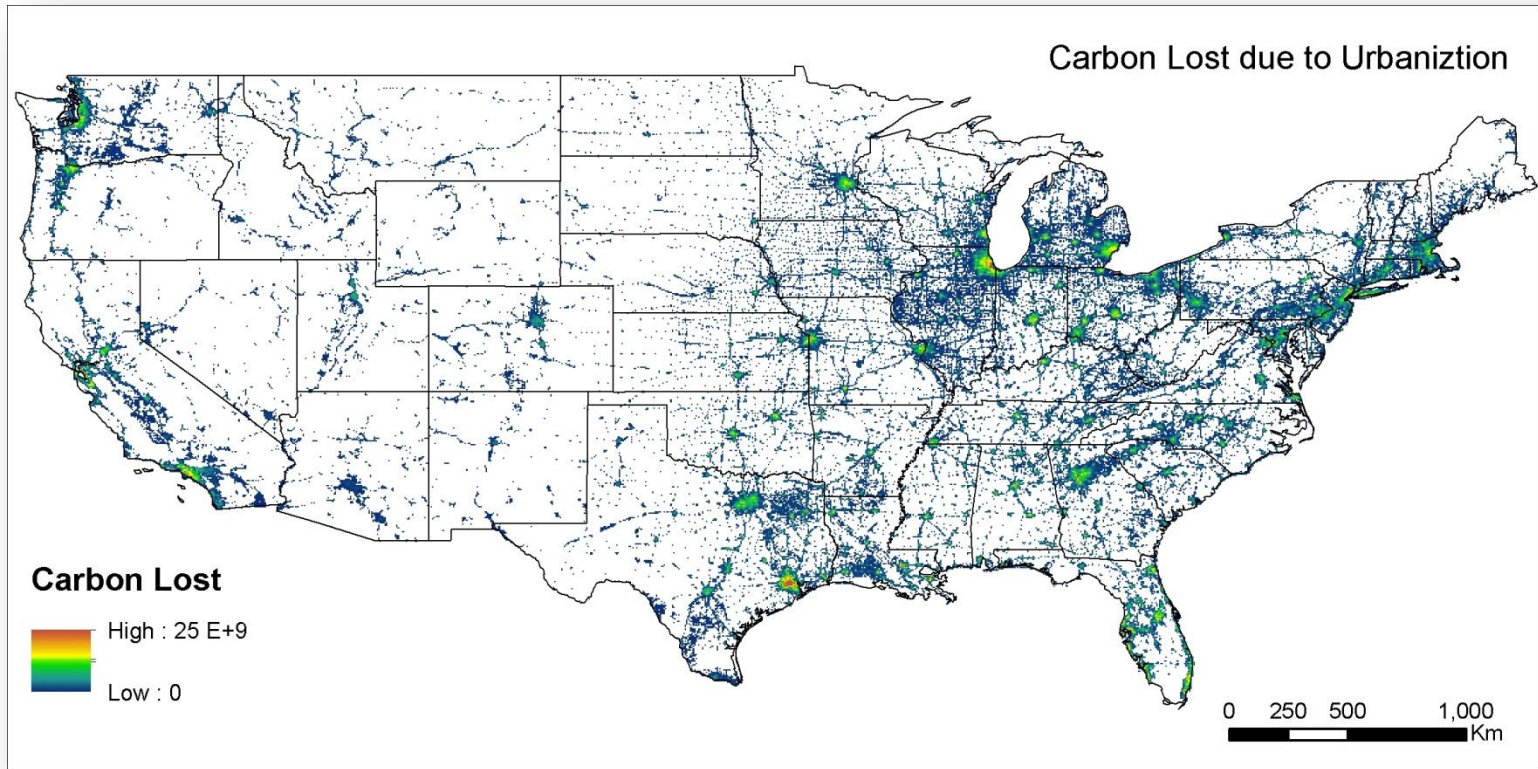 Carbon Lost due to Urbaniztion
Carbon Lost
High : 25 E+9
Low : 0
0 250 500 1,000
Km